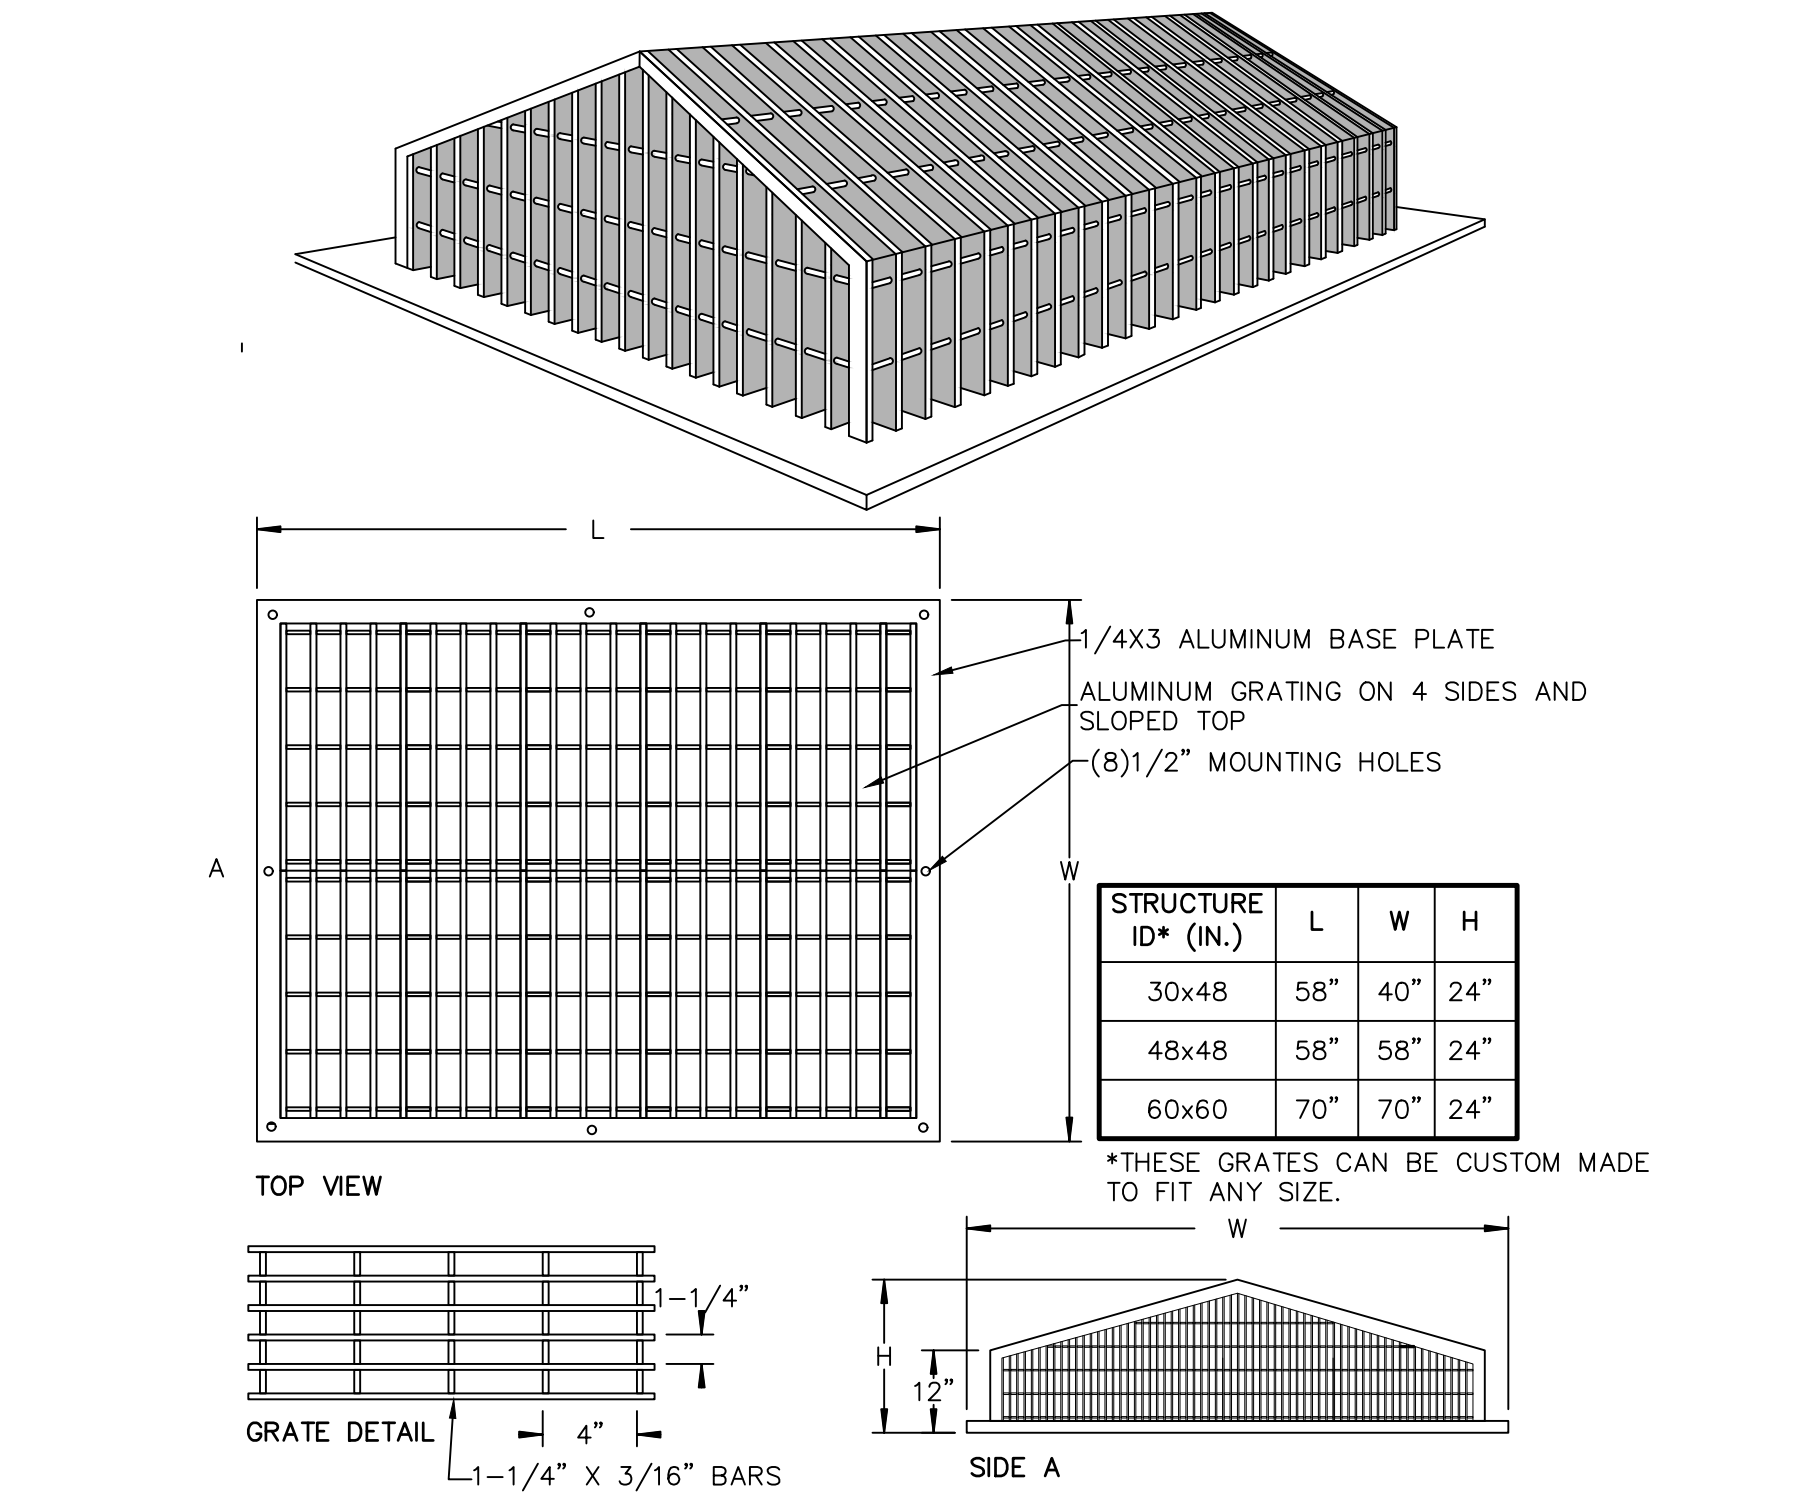 L
1/4X3 ALUMINUM BASE PLATE
ALUMINUM GRATING ON 4 SIDES AND
SLOPED TOP
(8)1/2” MOUNTING HOLES
A
W
STRUCTURE ID* (IN.) L W H
30x48 58” 40” 24”
48x48 58” 58” 24”
60x60 70” 70” 24”
*THESE GRATES CAN BE CUSTOM MADE
TO FIT ANY SIZE.
TOP VIEW
W
1-1/4”
H
12”
GRATE DETAIL
4”
1-1/4” X 3/16” BARS
SIDE A